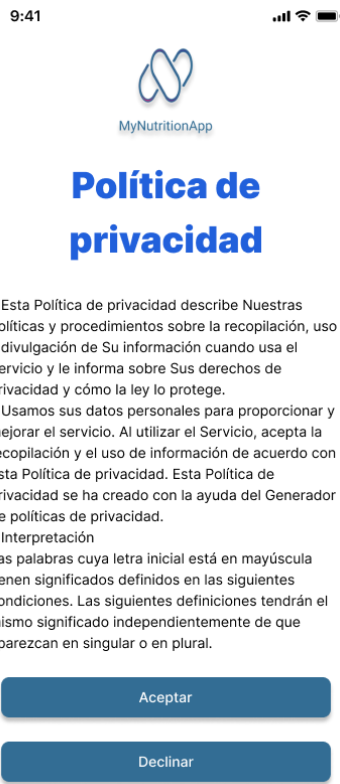 9:41
MyNutritionApp
Política de
privacidad
Esta Política de privacidad describe Nuestras
olíticas y procedimientos sobre la recopilación, uso
divulgación de Su información cuando usa el
ervicio y le informa sobre Sus derechos de
rivacidad y cómo la ley lo protege.
Usamos sus datos personales para proporcionar y
ejorar el servicio. Al utilizar el Servicio, acepta la
ecopilación y el uso de información de acuerdo con
sta Política de privacidad. Esta Política de
rivacidad se ha creado con la ayuda del Generador
e políticas de privacidad.
Interpretación
as palabras cuya letra inicial está en mayúscula
enen significados definidos en las siguientes
ondiciones. Las siguientes definiciones tendrán el
ismo significado independientemente de que
parezcan en singular o en plural.
Aceptar
Declinar